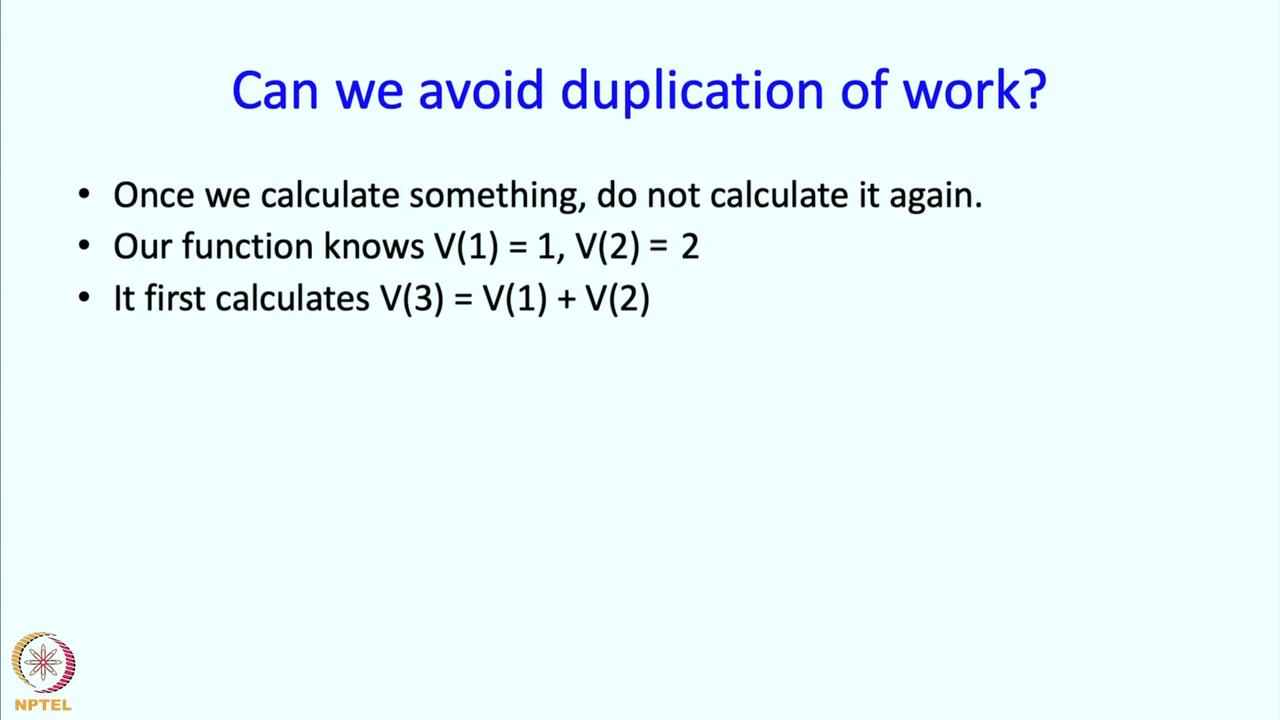 Can we avoid duplication of work?
• Once we calculate something, do not calculate it again.
• Our function knows V(1) = 1, V(2) = 2
• It first calculates V(3) = V(1) + V(2)
NPTEL